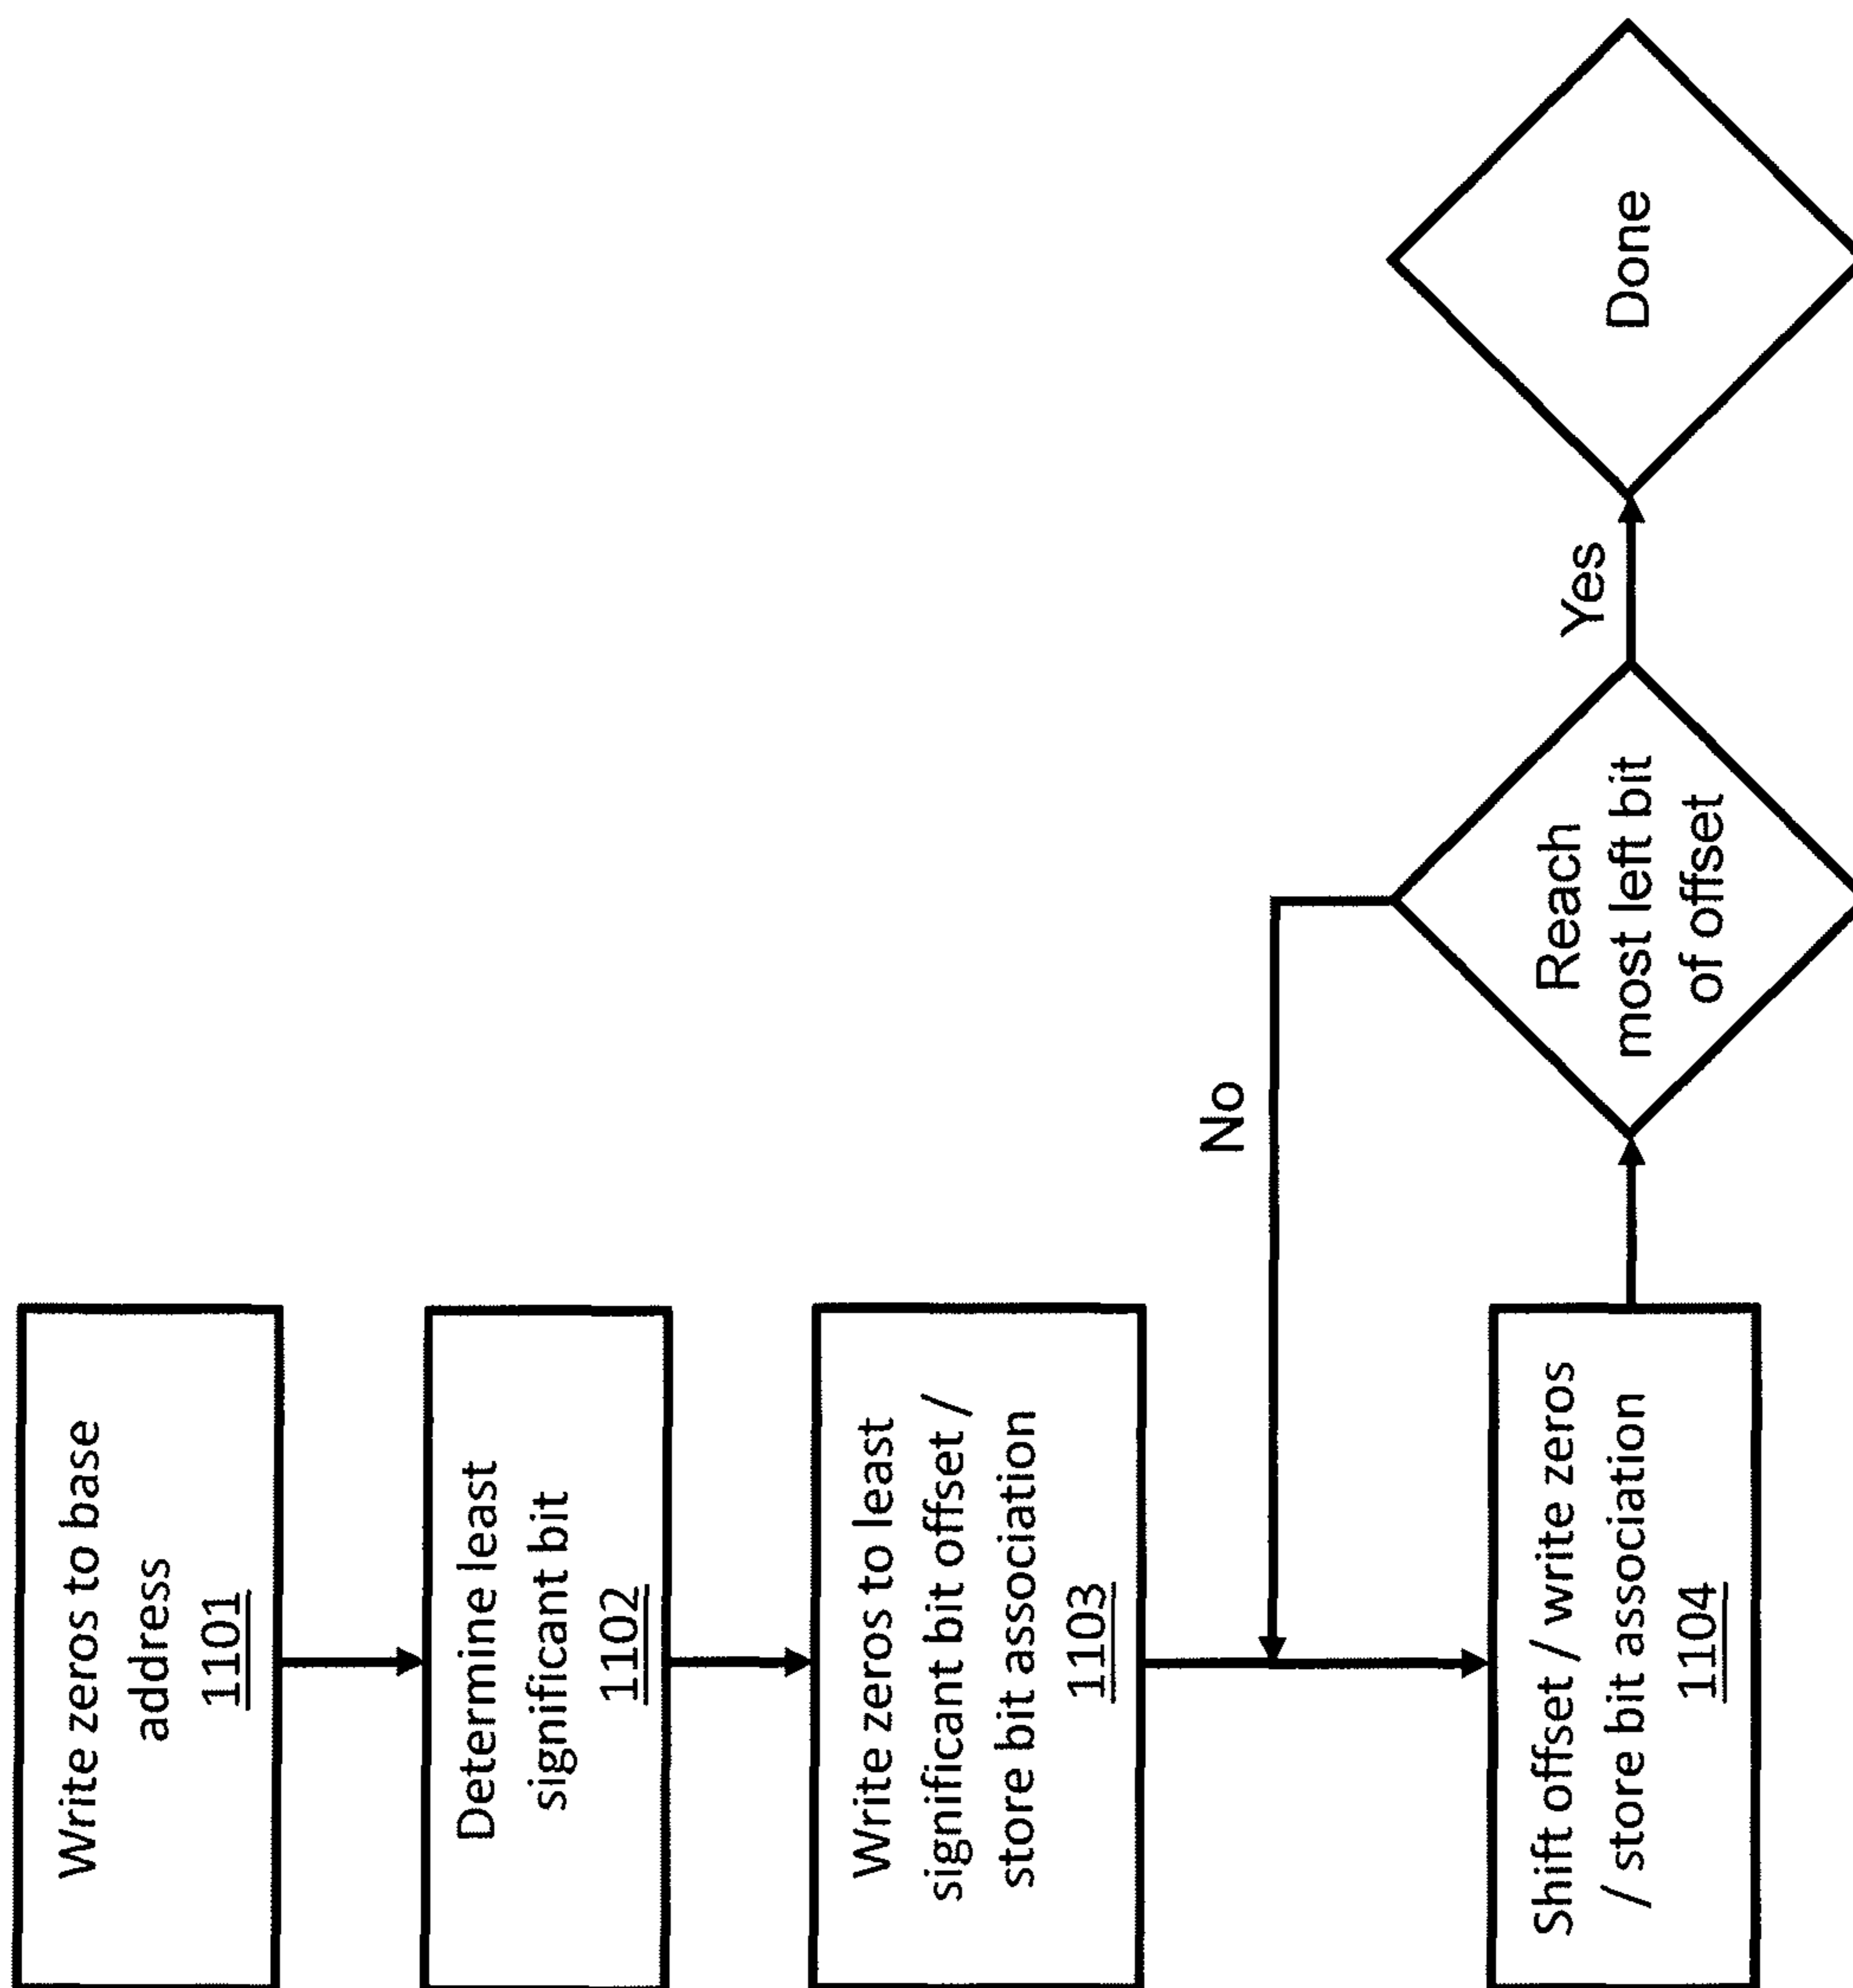 Write zeros to base
address
1101
Determine least
significant bit
1102
Write zeros to least
significant bit offset /
store bit association
1103
Shift offset / write zeros
/ store bit association
1104
No
Reach
most left bit
of offset
Yes
Done